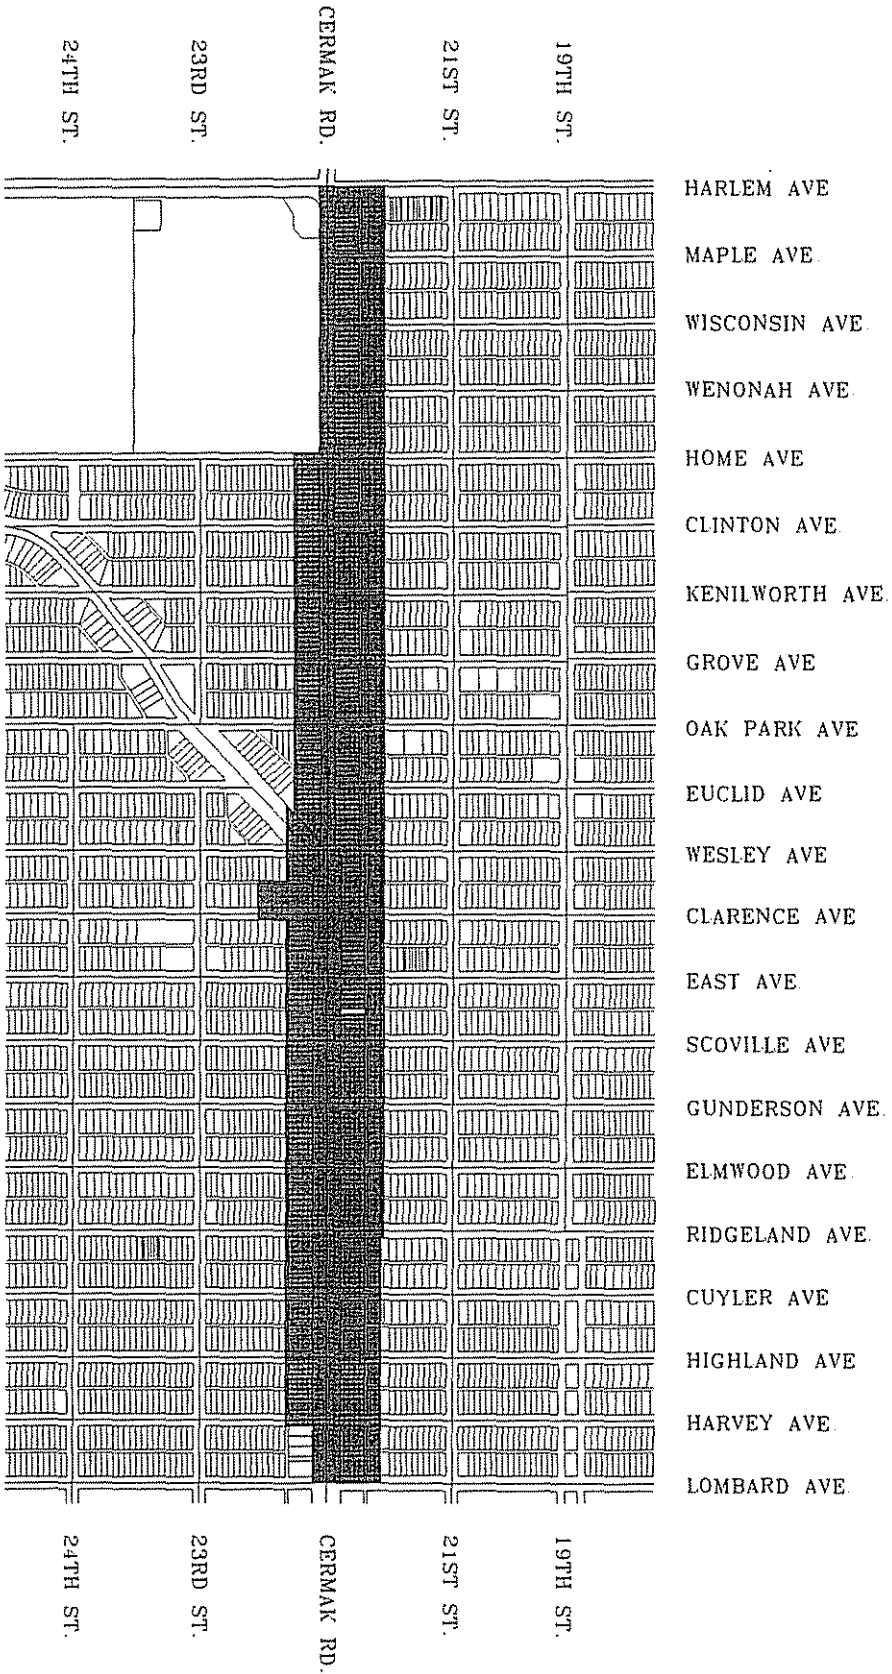 24TH ST.
23RD ST.
CERMAK RD.
21ST ST.
19TH ST.
HARLEM AVE
MAPLE AVE.
WISCONSIN AVE.
WENONAH AVE.
HOME AVE
CLINTON AVE.
KENILWORTH AVE.
GROVE AVE
OAK PARK AVE
EUCLID AVE
WESLEY AVE
CLARENCE AVE
EAST AVE.
SCOVILLE AVE
GUNDERSON AVE.
ELMWOOD AVE.
RIDGELAND AVE.
CUYLER AVE
HIGHLAND AVE
HARVEY AVE.
LOMBARD AVE.
24TH ST.
23RD ST.
CERMAK RD.
21ST ST.
19TH ST.